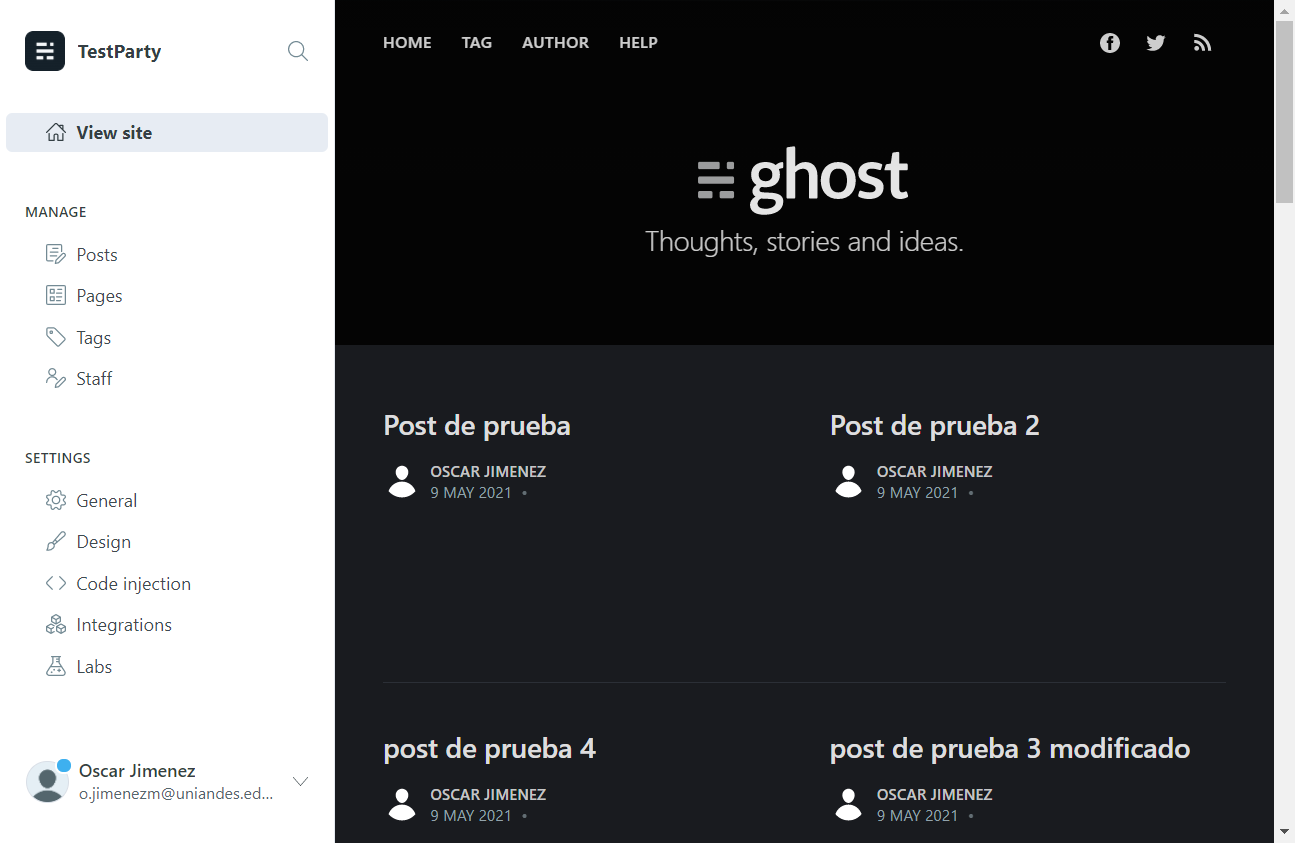 TestParty
View site
MANAGE
Posts
Pages
Tags
Staff
SETTINGS
General
Design
Code injection
Integrations
Labs
Oscar Jimenez
o.jimenezm@uniandes.ed...
HOME TAG AUTHOR HELP
ghost
Thoughts, stories and ideas.
Post de prueba
OSCAR JIMENEZ
9 MAY 2021 •
Post de prueba 2
OSCAR JIMENEZ
9 MAY 2021 •
post de prueba 4
OSCAR JIMENEZ
9 MAY 2021 •
post de prueba 3 modificado
OSCAR JIMENEZ
9 MAY 2021 •